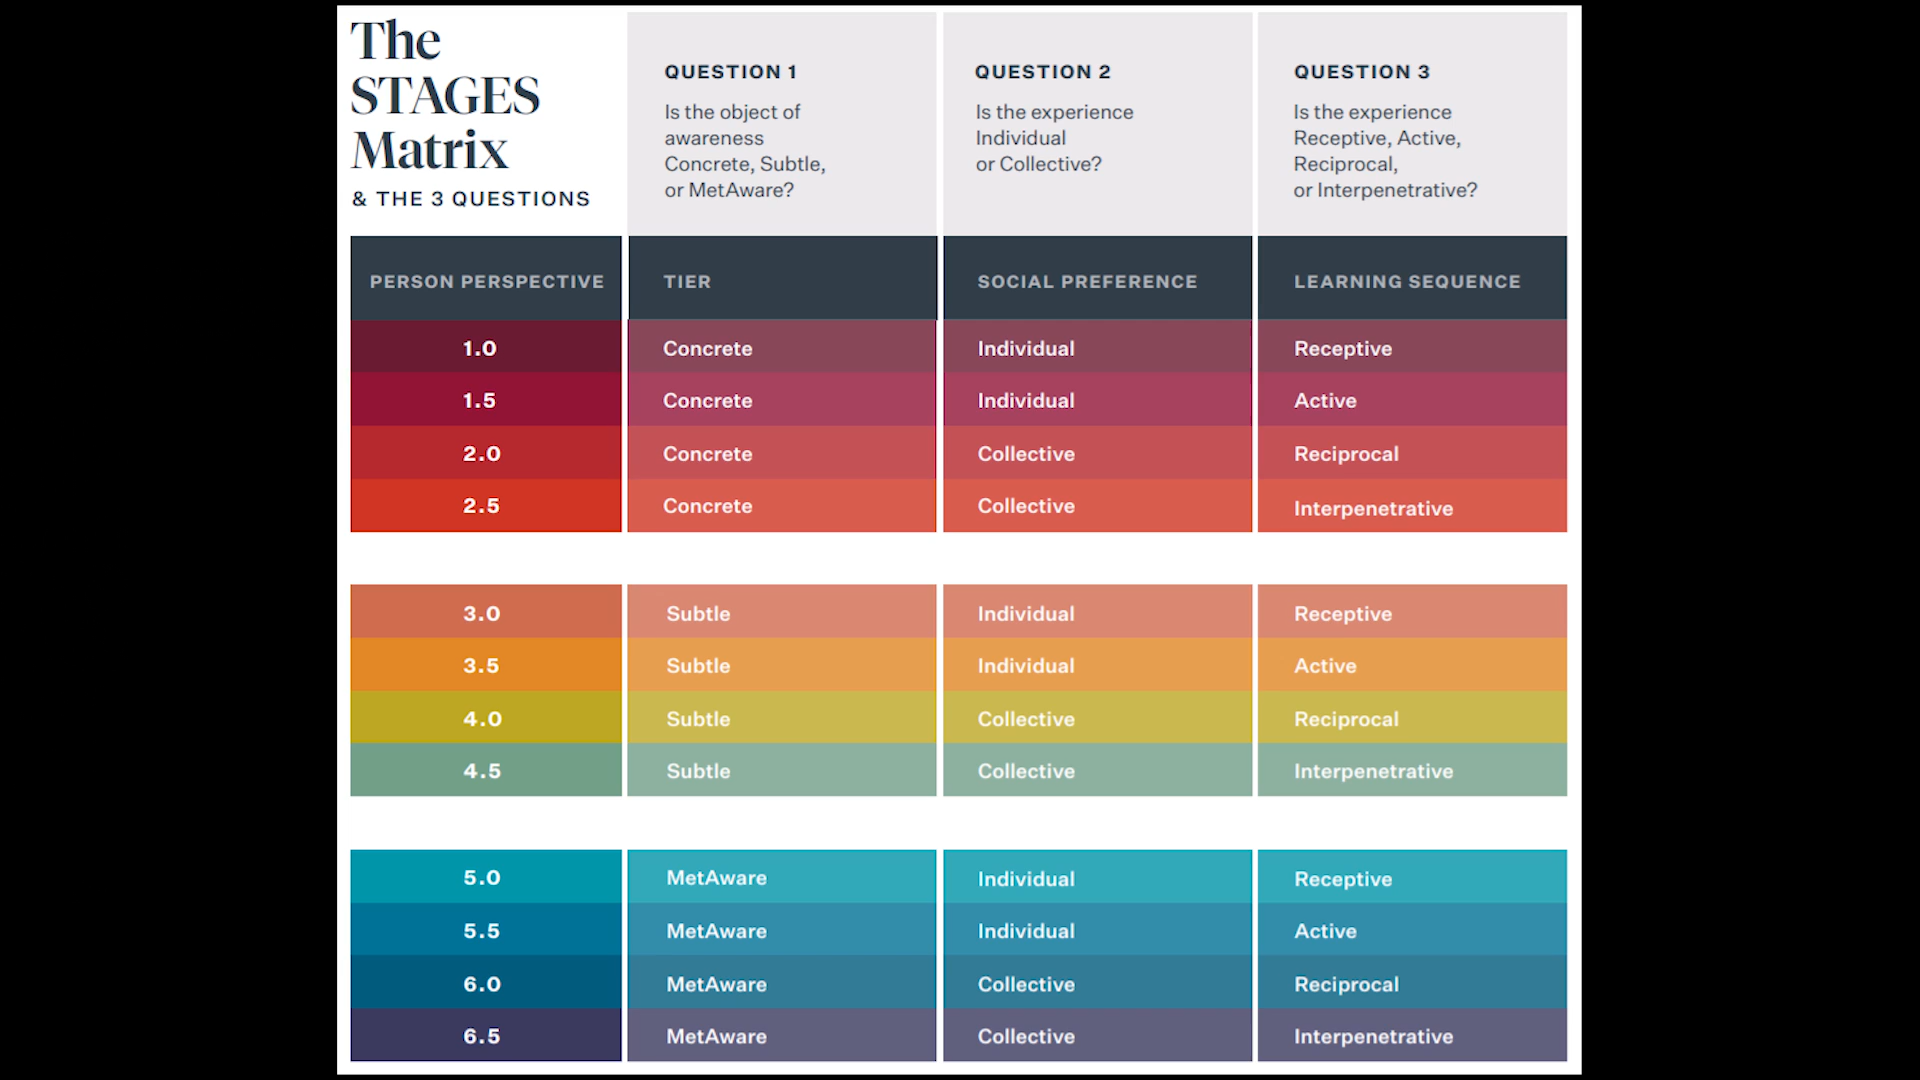 The
STAGES
Matrix
& THE 3 QUESTIONS
QUESTION 1
Is the object of
awareness
Concrete, Subtle,
or MetAware?
QUESTION 2
Is the experience
Individual
or Collective?
QUESTION 3
Is the experience
Receptive, Active,
Reciprocal,
or Interpenetrative?
PERSON PERSPECTIVE TIER SOCIAL PREFERENCE LEARNING SEQUENCE
1.0 Concrete Individual Receptive
1.5 Concrete Individual Active
2.0 Concrete Collective Reciprocal
2.5 Concrete Collective Interpenetrative
3.0 Subtle Individual Receptive
3.5 Subtle Individual Active
4.0 Subtle Collective Reciprocal
4.5 Subtle Collective Interpenetrative
5.0 MetAware Individual Receptive
5.5 MetAware Individual Active
6.0 MetAware Collective Reciprocal
6.5 MetAware Collective Interpenetrative